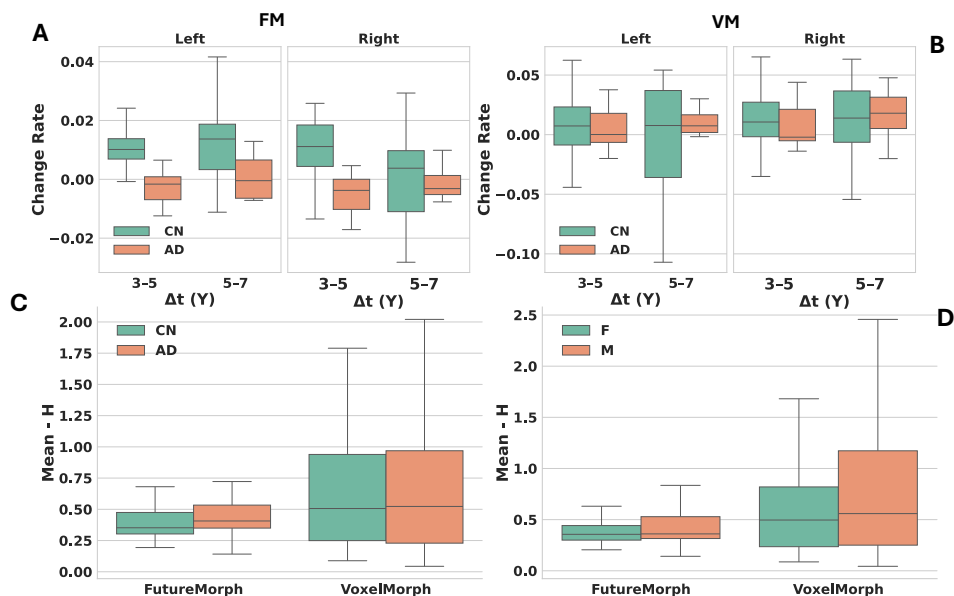 FM
VM
A
Left
Right
Left
Right
B
0.04
0.02
0.00
−0.02
Change Rate
CN
AD
3–5
5–7
3–5
5–7
Δt (Y)
Δt (Y)
0.05
0.00
−0.05
−0.10
Change Rate
CN
AD
3–5
5–7
3–5
5–7
Δt (Y)
Δt (Y)
C
2.00
1.75
1.50
1.25
1.00
0.75
0.50
0.25
0.00
Mean - H
CN
AD
FutureMorph
VoxelMorph
D
2.5
2.0
1.5
1.0
0.5
0.0
Mean - H
F
M
FutureMorph
VoxelMorph